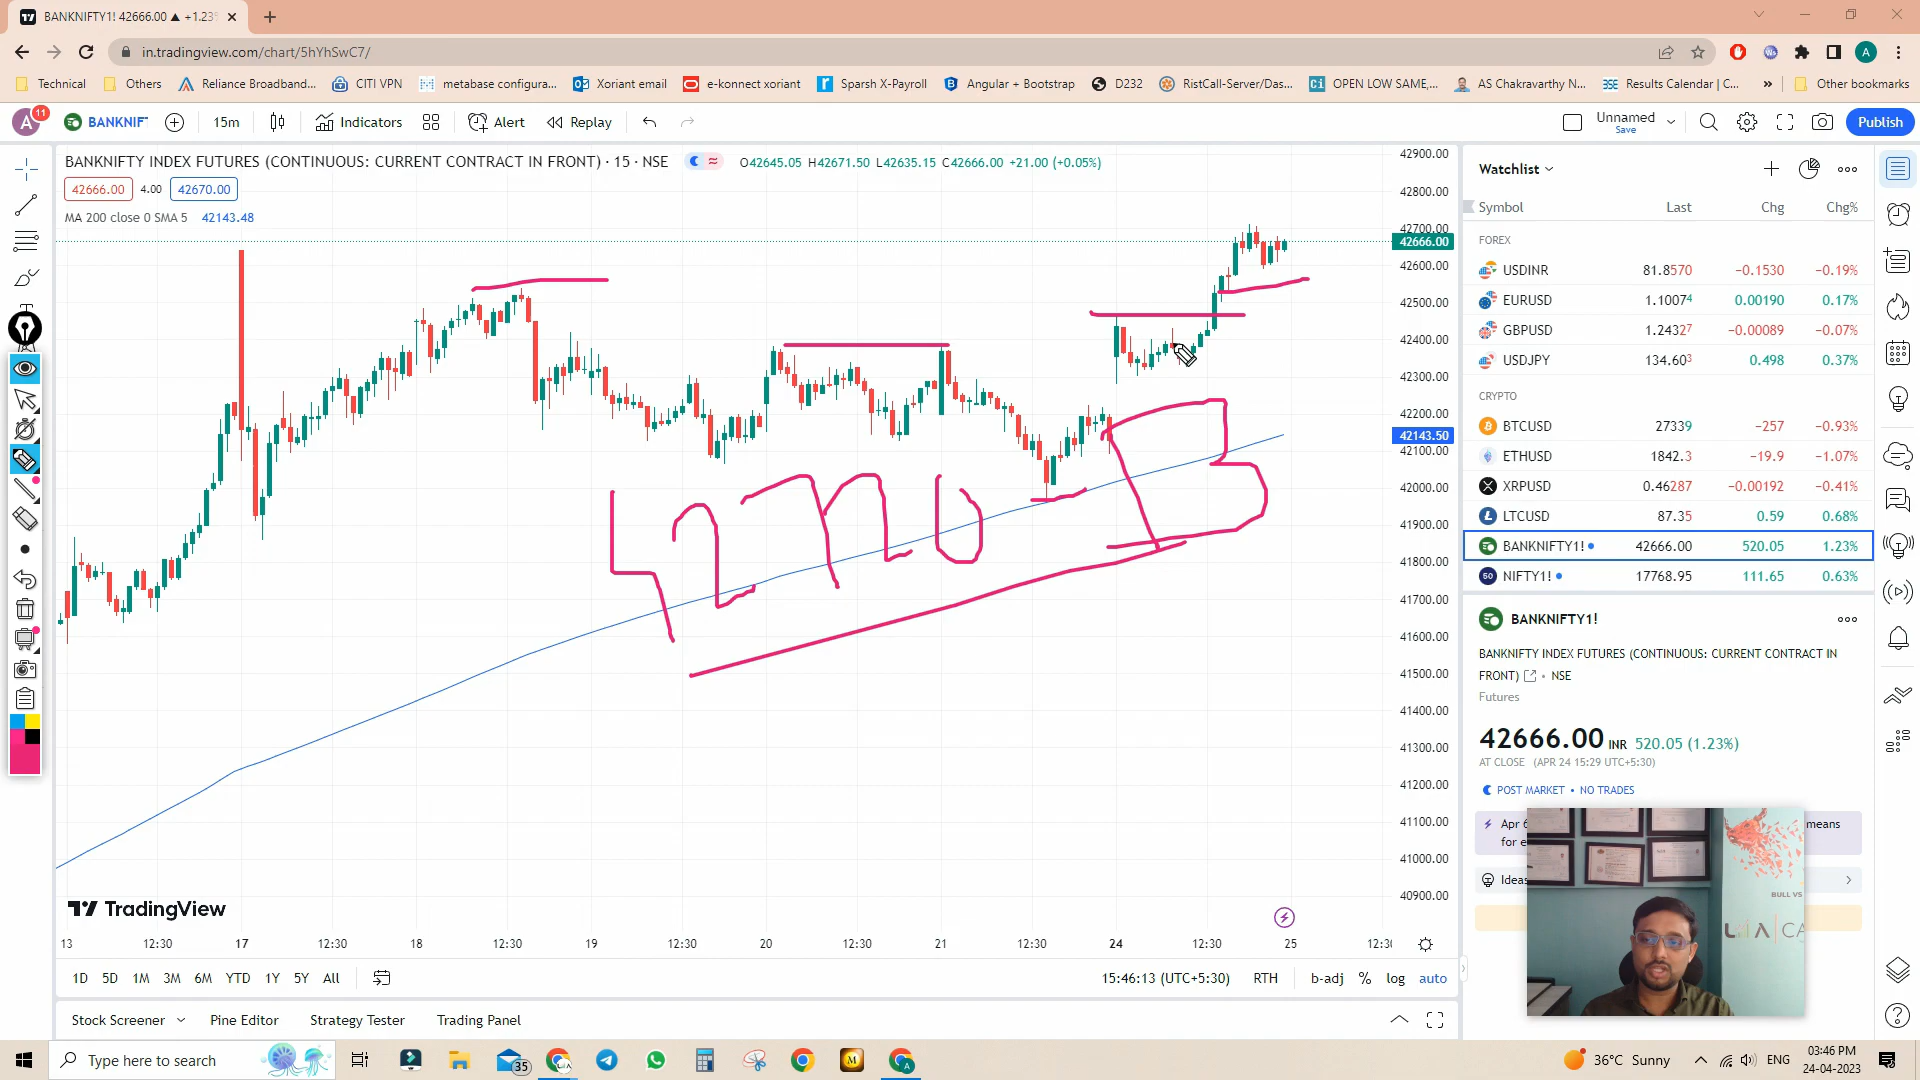 BANKNIFTY1! 42666.00 ▲ +1.23%
in.tradingview.com/chart/5hYhSwC7/
A
Technical Others Reliance Broadband... CITI VPN metabase configura... Xoriant email e-konnect xoriant Sparsh X-Payroll Angular + Bootstrap D232 RistCall-Server/Das... OPEN LOW SAME,... AS Chakravarthy N... Results Calendar | C... » Other bookmarks
A 11 BANKNIF 15m Indicators Alert Replay Unnamed Save Publish
BANKNIFTY INDEX FUTURES (CONTINUOUS: CURRENT CONTRACT IN FRONT) · 15 · NSE O42645.05 H42671.50 L42635.15 C42666.00 +21.00 (+0.05%)
42666.00 4.00 42670.00
MA 200 close 0 SMA 5 42143.48
42900.00
42800.00
42700.00
42666.00
42600.00
42500.00
42400.00
42300.00
42200.00
42143.50
42100.00
42000.00
41900.00
41800.00
41700.00
41600.00
41500.00
41400.00
41300.00
41200.00
41100.00
41000.00
40900.00
TradingView
13 12:30 17 12:30 18 12:30 19 12:30 20 12:30 21 12:30 24 12:30 25 12:30
1D 5D 1M 3M 6M YTD 1Y 5Y All 15:46:13 (UTC+5:30) RTH b-adj % log auto
Stock Screener Pine Editor Strategy Tester Trading Panel
Watchlist
Symbol Last Chg Chg%
FOREX
USDINR 81.8570 −0.1530 −0.19%
EURUSD 1.10074 0.00190 0.17%
GBPUSD 1.24327 −0.00089 −0.07%
USDJPY 134.603 0.498 0.37%
CRYPTO
BTCUSD 27339 −257 −0.93%
ETHUSD 1842.3 −19.9 −1.07%
XRPUSD 0.46287 −0.00192 −0.41%
LTCUSD 87.35 0.59 0.68%
BANKNIFTY1! 42666.00 520.05 1.23%
NIFTY1! 17768.95 111.65 0.63%
BANKNIFTY1!
BANKNIFTY INDEX FUTURES (CONTINUOUS: CURRENT CONTRACT IN
FRONT) • NSE
Futures
42666.00 INR 520.05 (1.23%)
AT CLOSE (APR 24 15:29 UTC+5:30)
POST MARKET • NO TRADES
Apr 6 means
for e
Ideas
BULL VS
CA
Type here to search 35 M 36°C Sunny ENG 03:46 PM
24-04-2023